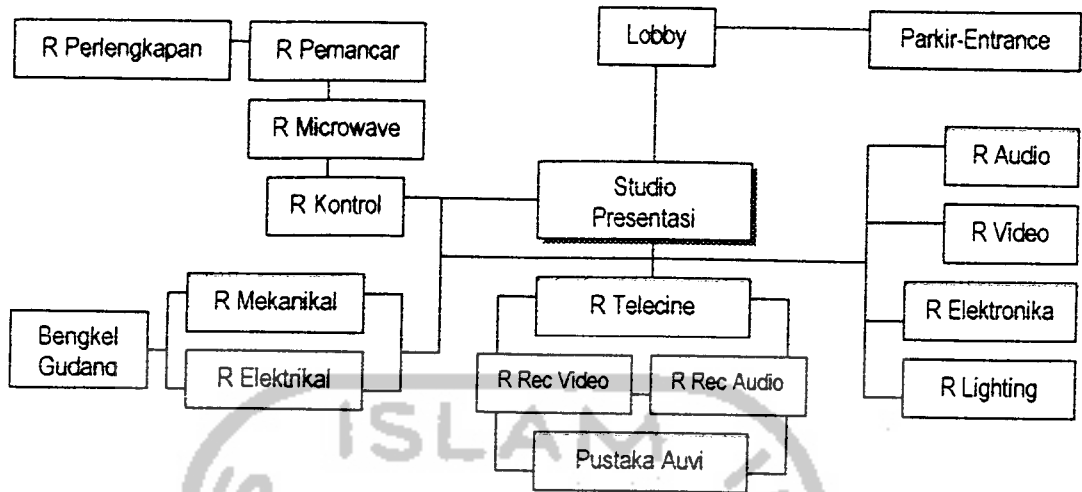 R Perlengkapan
R Pemancar
Lobby
Parkir-Entrance
R Microwave
R Audio
R Kontrol
Studio
Presentasi
R Video
R Mekanikal
R Telecine
R Elektronika
Bengkel
Gudang
R Elektrikal
R Rec Video
R Rec Audio
R Lighting
ISLAM
Pustaka Auvi